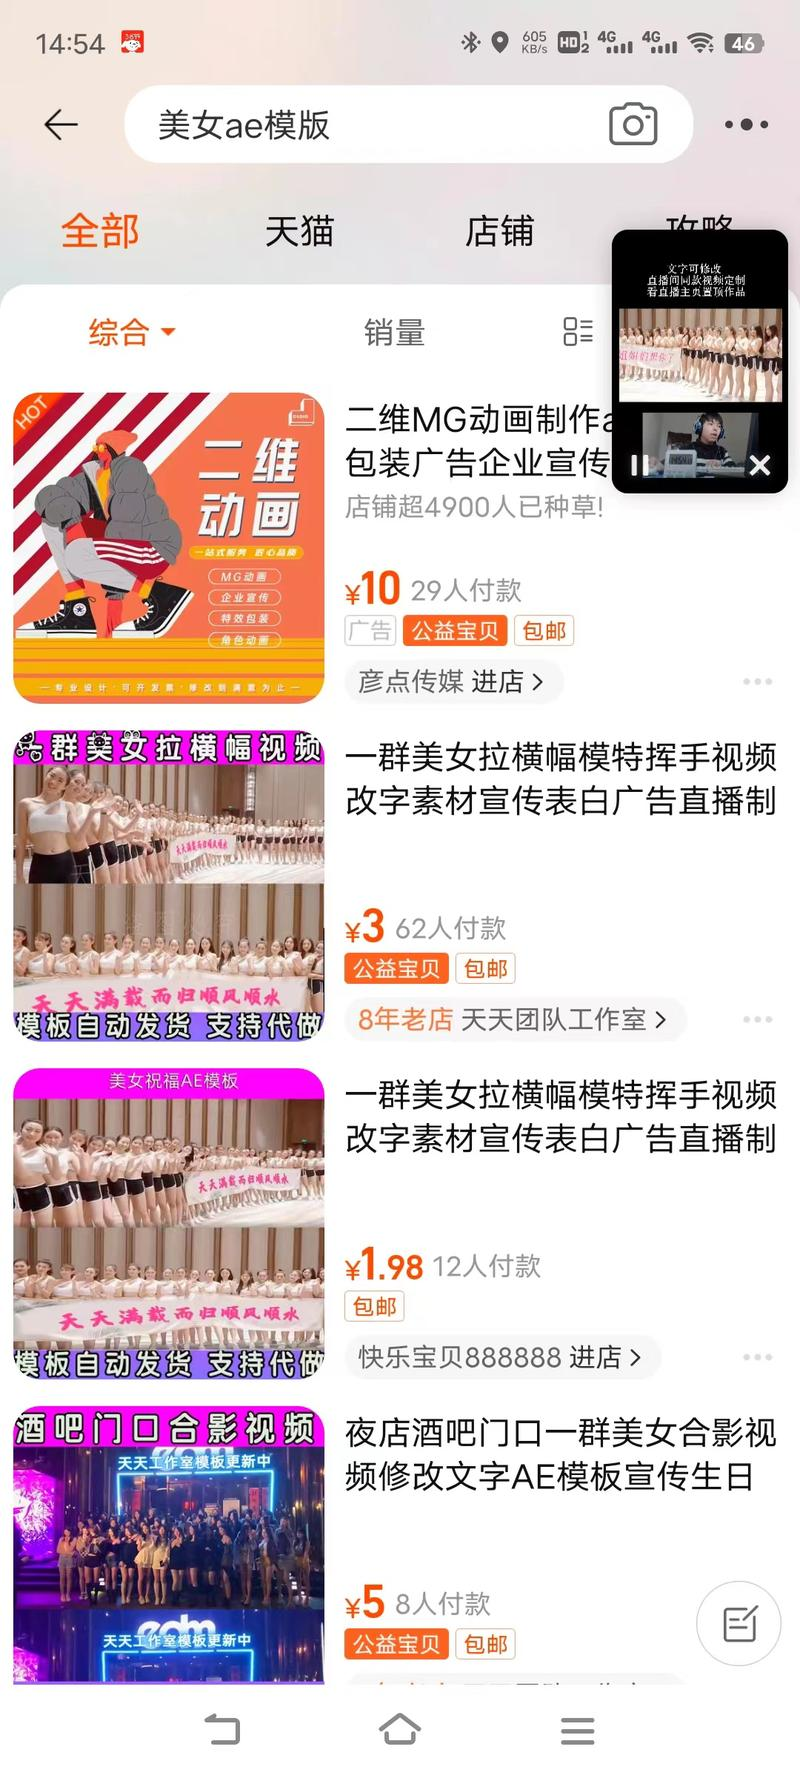 14:54
605
KB/s
HD 1 2
4G
4G
46
美女ae模版
全部
天猫
店铺
攻略
文字可修改
直播间同款视频定制
看直播主页置顶作品
综合
销量
HOT
二维
动画
一站式服务 匠心品质
MG动画
企业宣传
特效包装
角色动画
专业设计·可开发票·修改到满意为止
二维MG动画制作a
包装广告企业宣传
店铺超4900人已种草!
¥10 29人付款
广告 公益宝贝 包邮
彦点传媒 进店
群美女拉横幅视频
天天满载而归顺风顺水
天天满载而归顺风顺水
模板自动发货 支持代做
一群美女拉横幅模特挥手视频
改字素材宣传表白广告直播制
¥3 62人付款
公益宝贝 包邮
8年老店 天天团队工作室
美女祝福AE模板
天天满载而归顺风顺水
天天满载而归顺风顺水
模板自动发货 支持代做
一群美女拉横幅模特挥手视频
改字素材宣传表白广告直播制
¥1.98 12人付款
包邮
快乐宝贝888888 进店
酒吧门口合影视频
天天工作室模板更新中
edm
天天工作室模板更新中
夜店酒吧门口一群美女合影视
频修改文字AE模板宣传生日
¥5 8人付款
公益宝贝 包邮